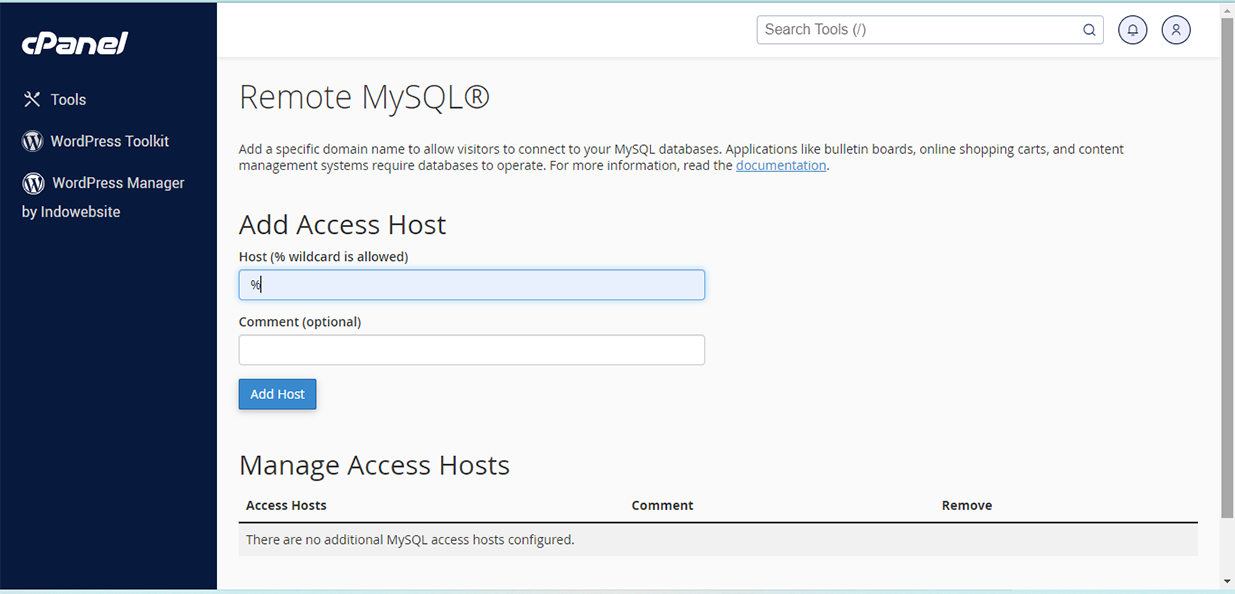 cPanel
Search Tools (/)
Tools
WordPress Toolkit
WordPress Manager
by Indowebsite
Remote MySQL®
Add a specific domain name to allow visitors to connect to your MySQL databases. Applications like bulletin boards, online shopping carts, and content
management systems require databases to operate. For more information, read the documentation.
Add Access Host
Host (% wildcard is allowed)
%
Comment (optional)
Add Host
Manage Access Hosts
Access Hosts Comment Remove
There are no additional MySQL access hosts configured.